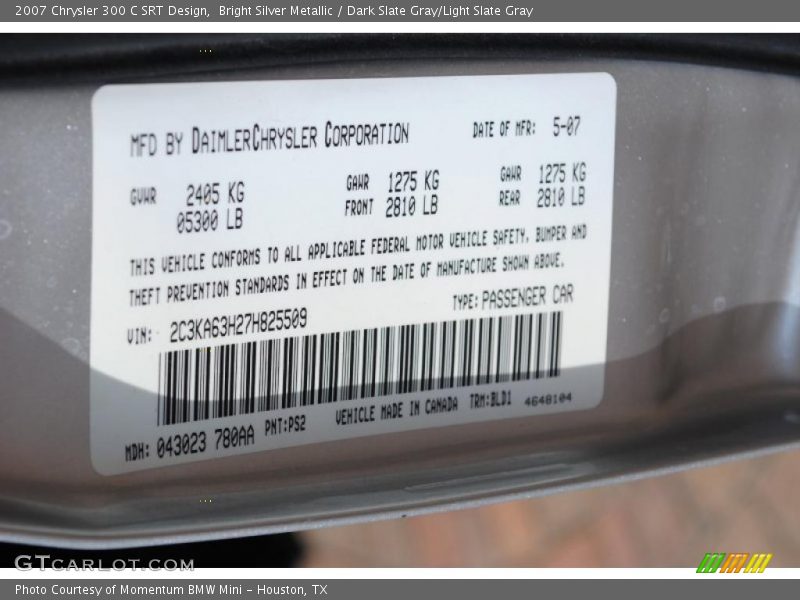 2007 Chrysler 300 C SRT Design,  Bright Silver Metallic / Dark Slate Gray/Light Slate Gray
MFD BY DAIMLERCHRYSLER CORPORATION DATE OF MFR: 5-07
GVWR 2405 KG GAWR 1275 KG GAWR 1275 KG
05300 LB FRONT 2810 LB REAR 2810 LB
THIS VEHICLE CONFORMS TO ALL APPLICABLE FEDERAL MOTOR VEHICLE SAFETY, BUMPER AND
THEFT PREVENTION STANDARDS IN EFFECT ON THE DATE OF MANUFACTURE SHOWN ABOVE.
VIN: 2C3KA63H27H825509 TYPE: PASSENGER CAR
MDH: 043023 780AA PNT:PS2 VEHICLE MADE IN CANADA TRM:BLD1 4648104
GTCARLOT.COM
Photo Courtesy of Momentum BMW Mini - Houston, TX